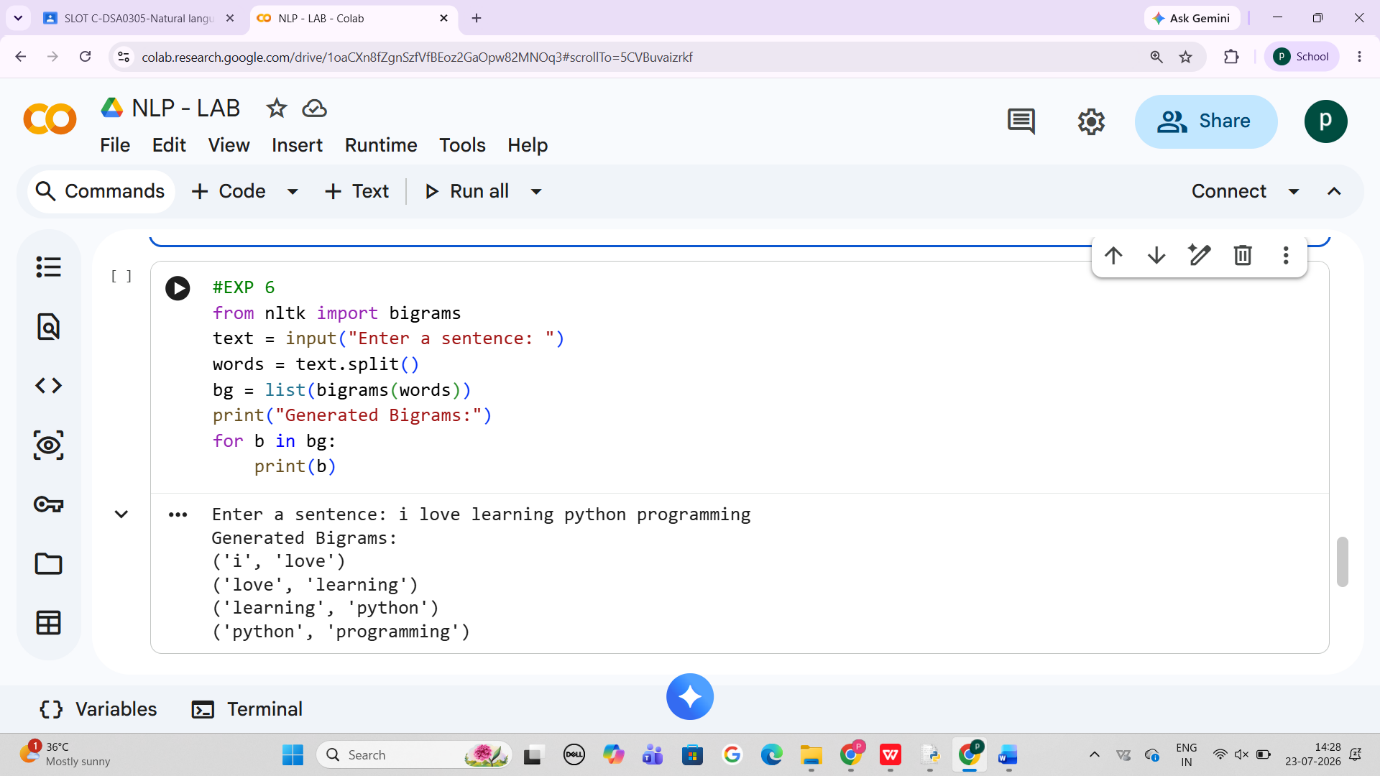 SLOT C-DSA0305-Natural langu
NLP - LAB - Colab
Ask Gemini
colab.research.google.com/drive/1oaCXn8fZgnSzfVfBEoz2GaOpw82MNOq3#scrollTo=5CVBuvaizrkf
P School
NLP - LAB
File Edit View Insert Runtime Tools Help
Share
p
Commands + Code + Text Run all
Connect
[ ]
#EXP 6
from nltk import bigrams
text = input("Enter a sentence: ")
words = text.split()
bg = list(bigrams(words))
print("Generated Bigrams:")
for b in bg:
    print(b)
Enter a sentence: i love learning python programming
Generated Bigrams:
('i', 'love')
('love', 'learning')
('learning', 'python')
('python', 'programming')
Variables
Terminal
1
36°C
Mostly sunny
Search
DELL
P
P
ENG
IN
14:28
23-07-2026